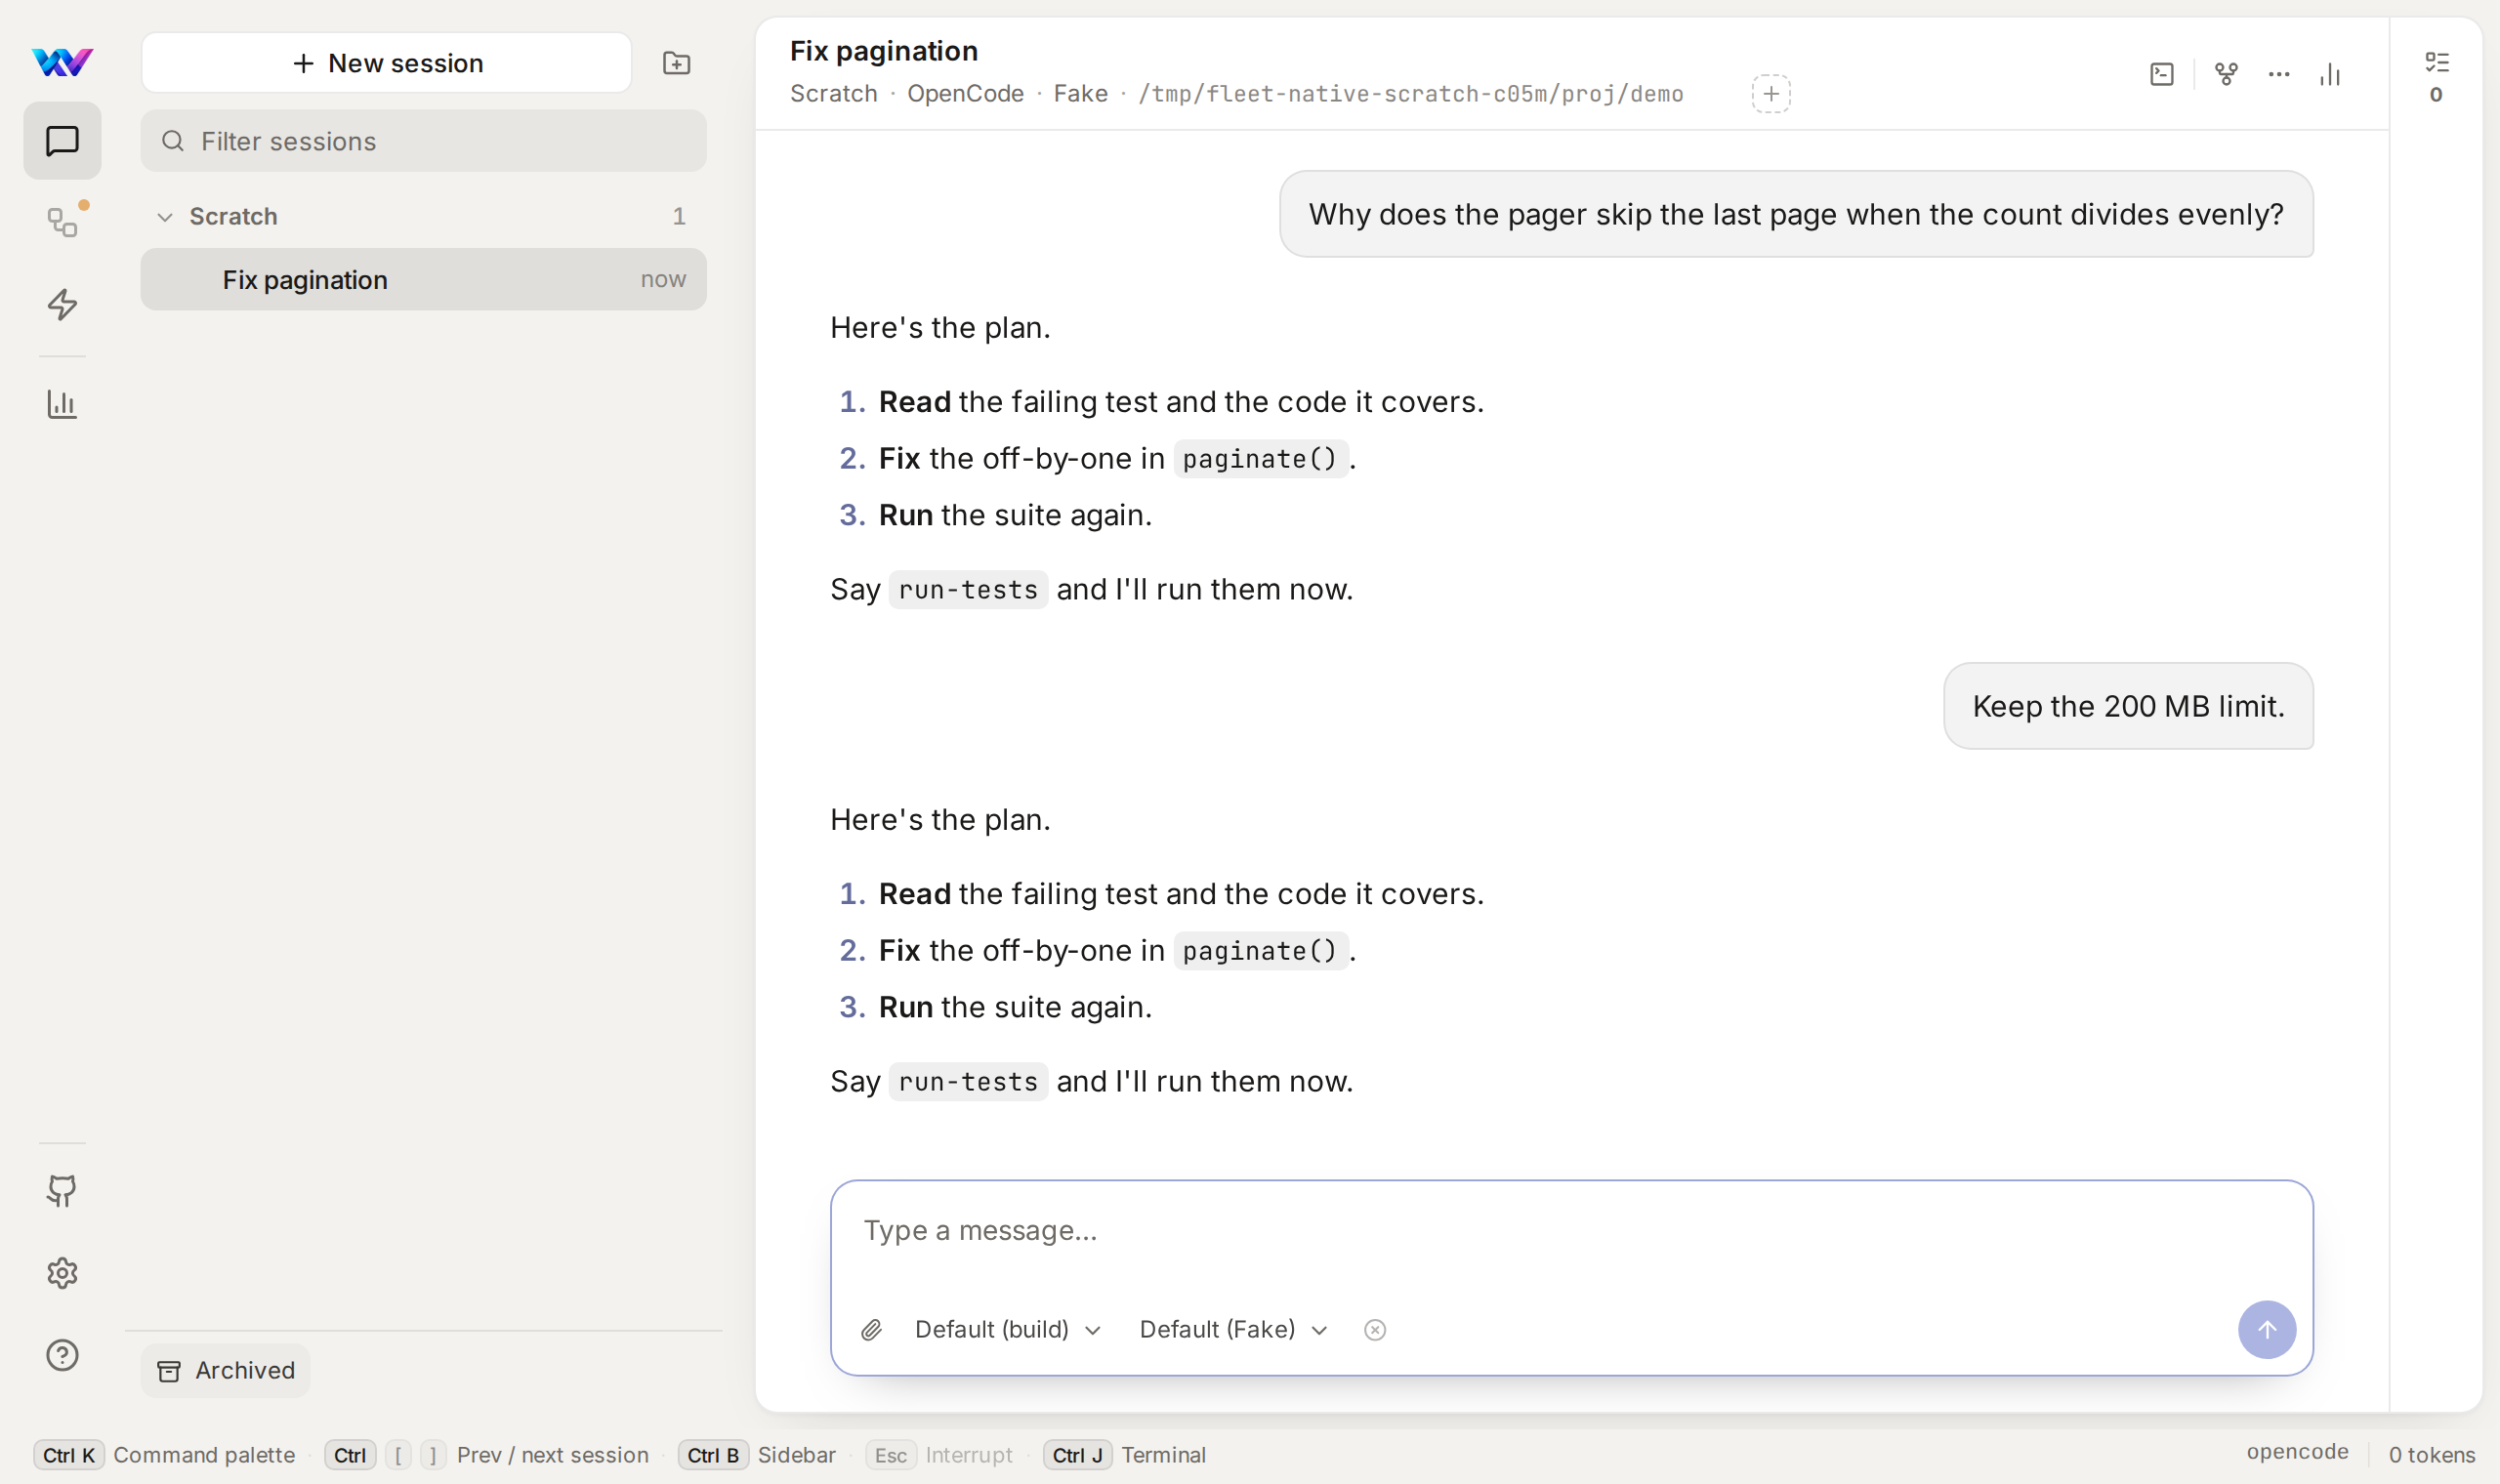 New session
Filter sessions
Scratch 1
Fix pagination now
Archived
Fix pagination
Scratch · OpenCode · Fake · /tmp/fleet-native-scratch-c05m/proj/demo
0
Why does the pager skip the last page when the count divides evenly?
Here's the plan.
1. Read the failing test and the code it covers.
2. Fix the off-by-one in paginate().
3. Run the suite again.
Say run-tests and I'll run them now.
Keep the 200 MB limit.
Here's the plan.
1. Read the failing test and the code it covers.
2. Fix the off-by-one in paginate().
3. Run the suite again.
Say run-tests and I'll run them now.
Type a message...
Default (build) Default (Fake)
Ctrl K Command palette · Ctrl [ ] Prev / next session · Ctrl B Sidebar · Esc Interrupt · Ctrl J Terminal opencode 0 tokens